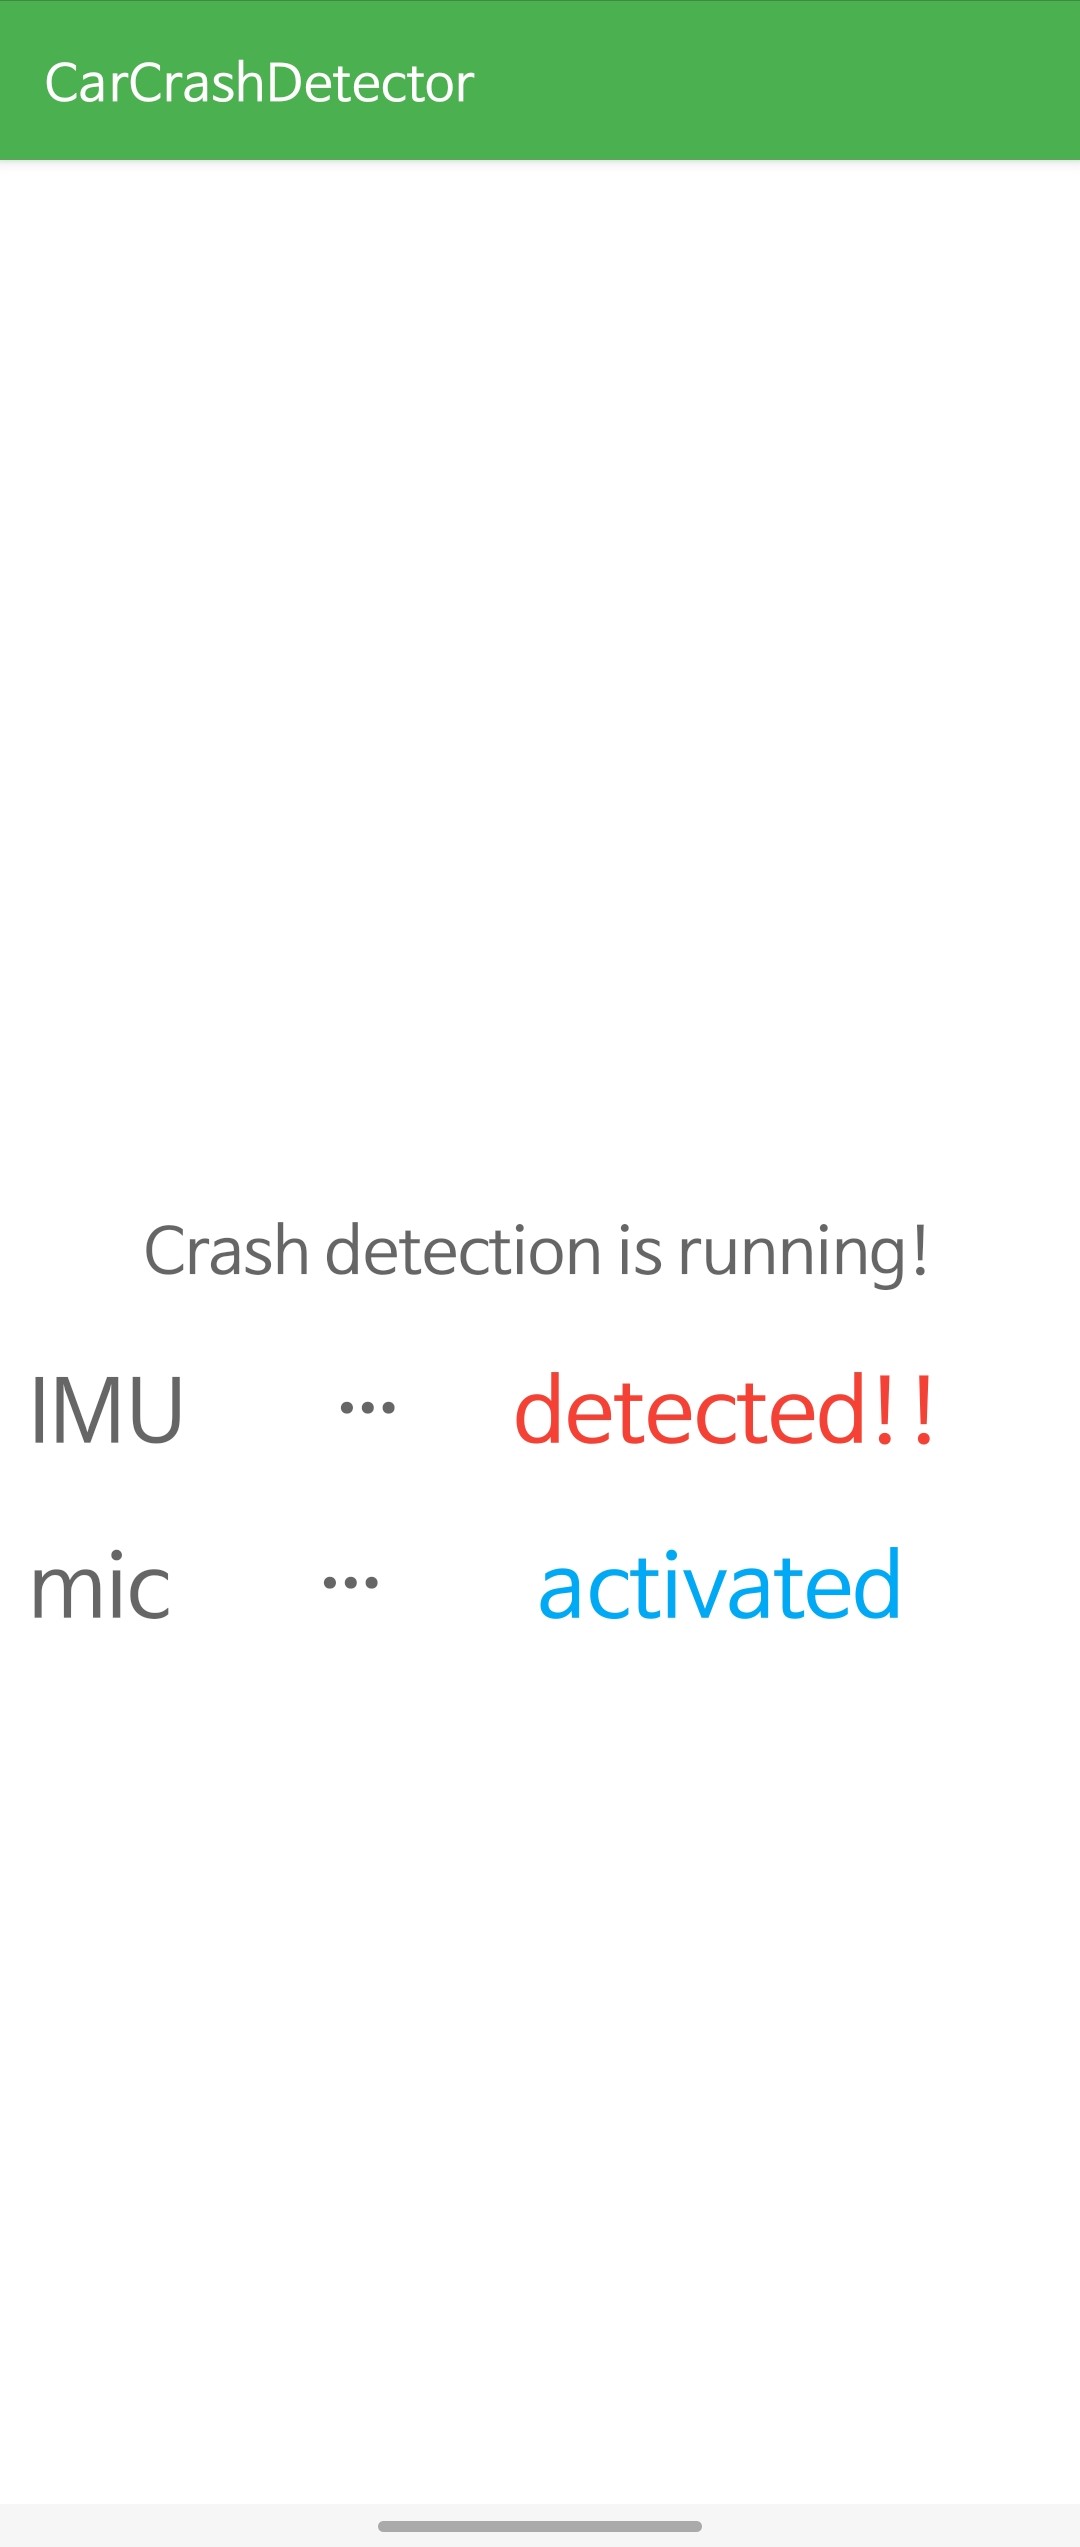 CarCrashDetector
Crash detection is running!
IMU ... detected!!
mic ... activated